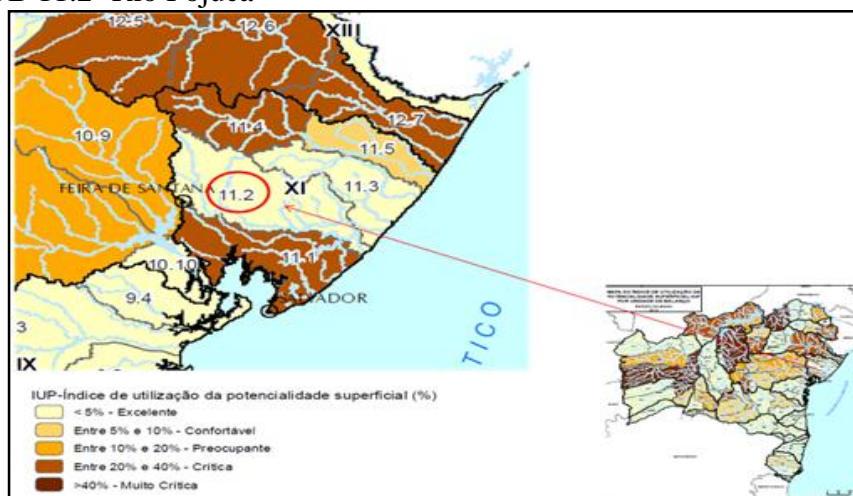 12.5
12.6
XIII
10.9
11.4
12.7
11.5
FEIRA DE SANTANA
11.2
XI
11.3
10.10
11.1
9.4
SALVADOR
3
IX
TICO
IUP-Índice de utilização da potencialidade superficial (%)
< 5% - Excelente
Entre 5% e 10% - Confortável
Entre 10% e 20% - Preocupante
Entre 20% e 40% - Crítica
>40% - Muito Crítica